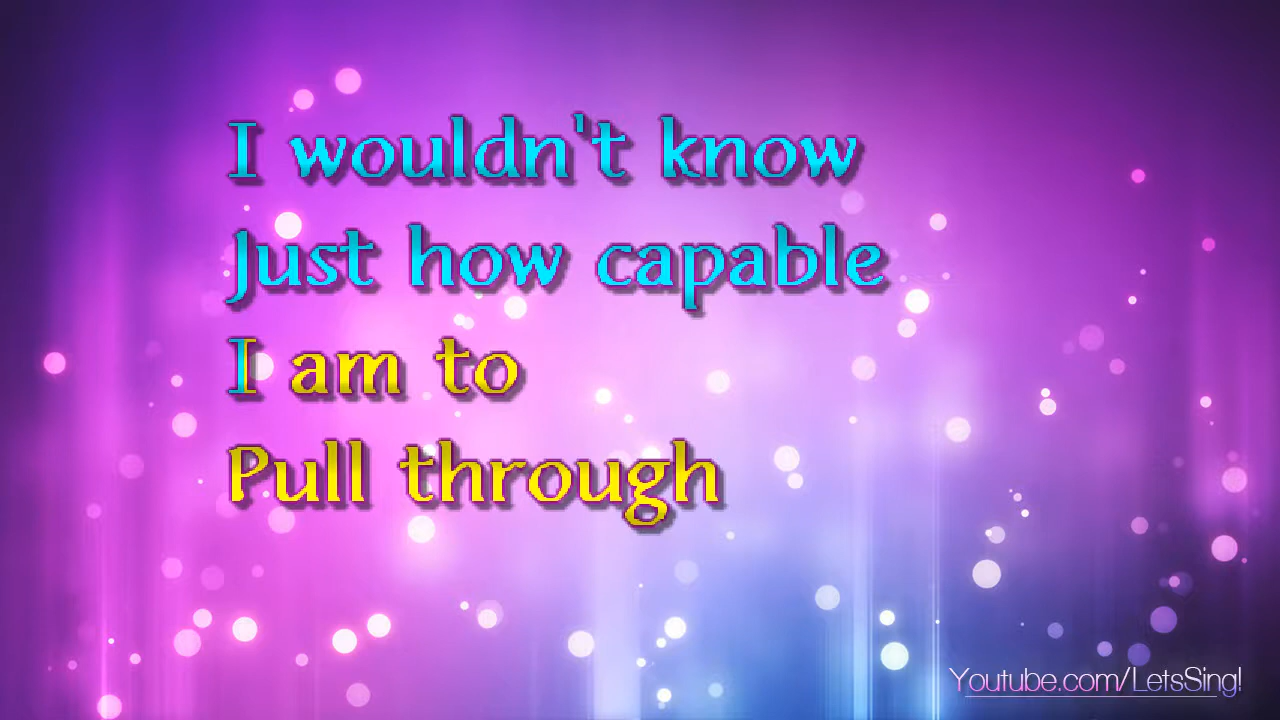 I wouldn't know
Just how capable
I am to
Pull through
Youtube.com/LetsSing!